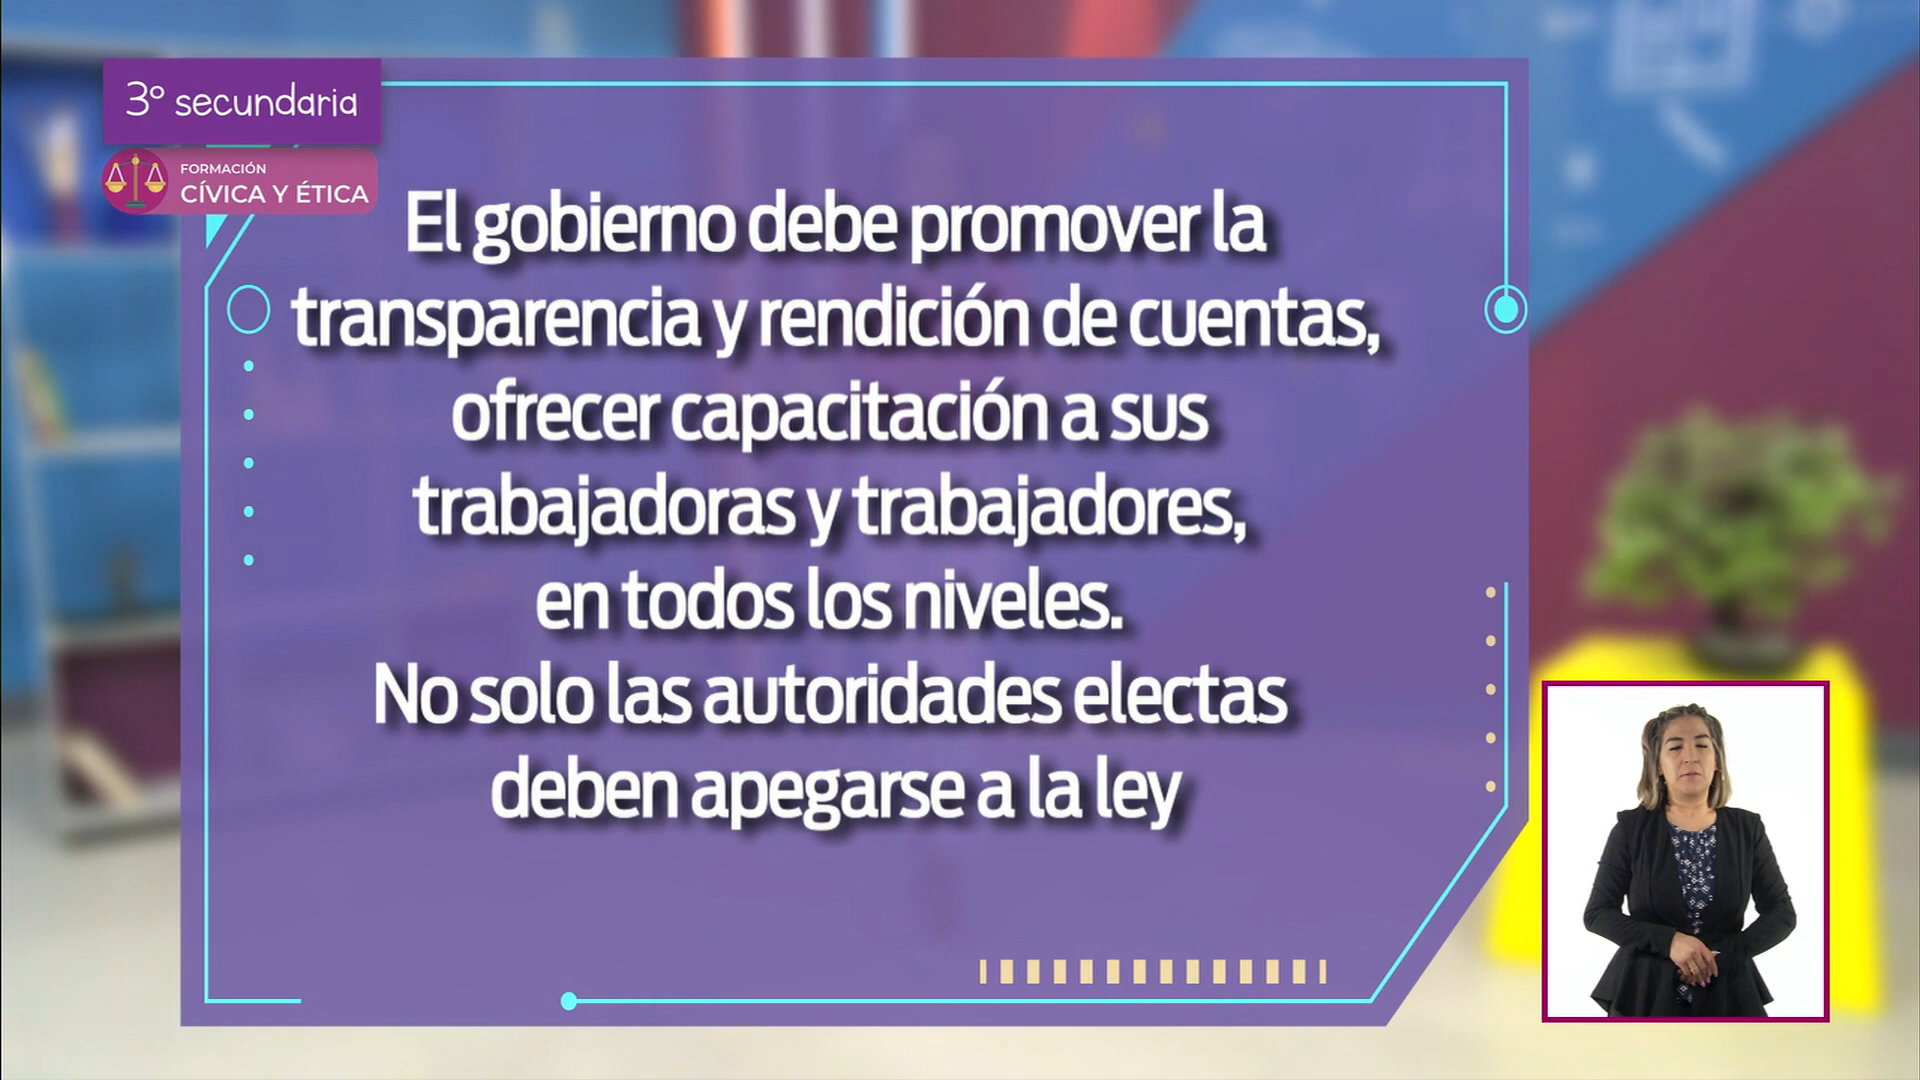 3° secundaria
FORMACIÓN
CÍVICA Y ÉTICA
El gobierno debe promover la
transparencia y rendición de cuentas,
ofrecer capacitación a sus
trabajadoras y trabajadores,
en todos los niveles.
No solo las autoridades electas
deben apegarse a la ley